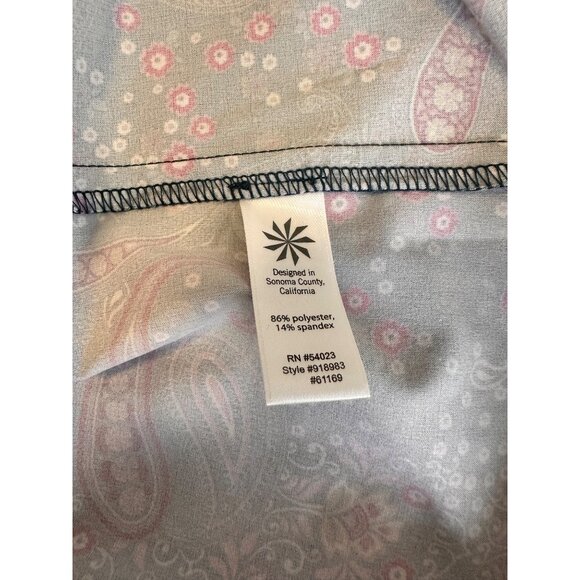 Designed in
Sonoma County,
California
86% polyester,
14% spandex
RN #54023
Style #918983
#61169